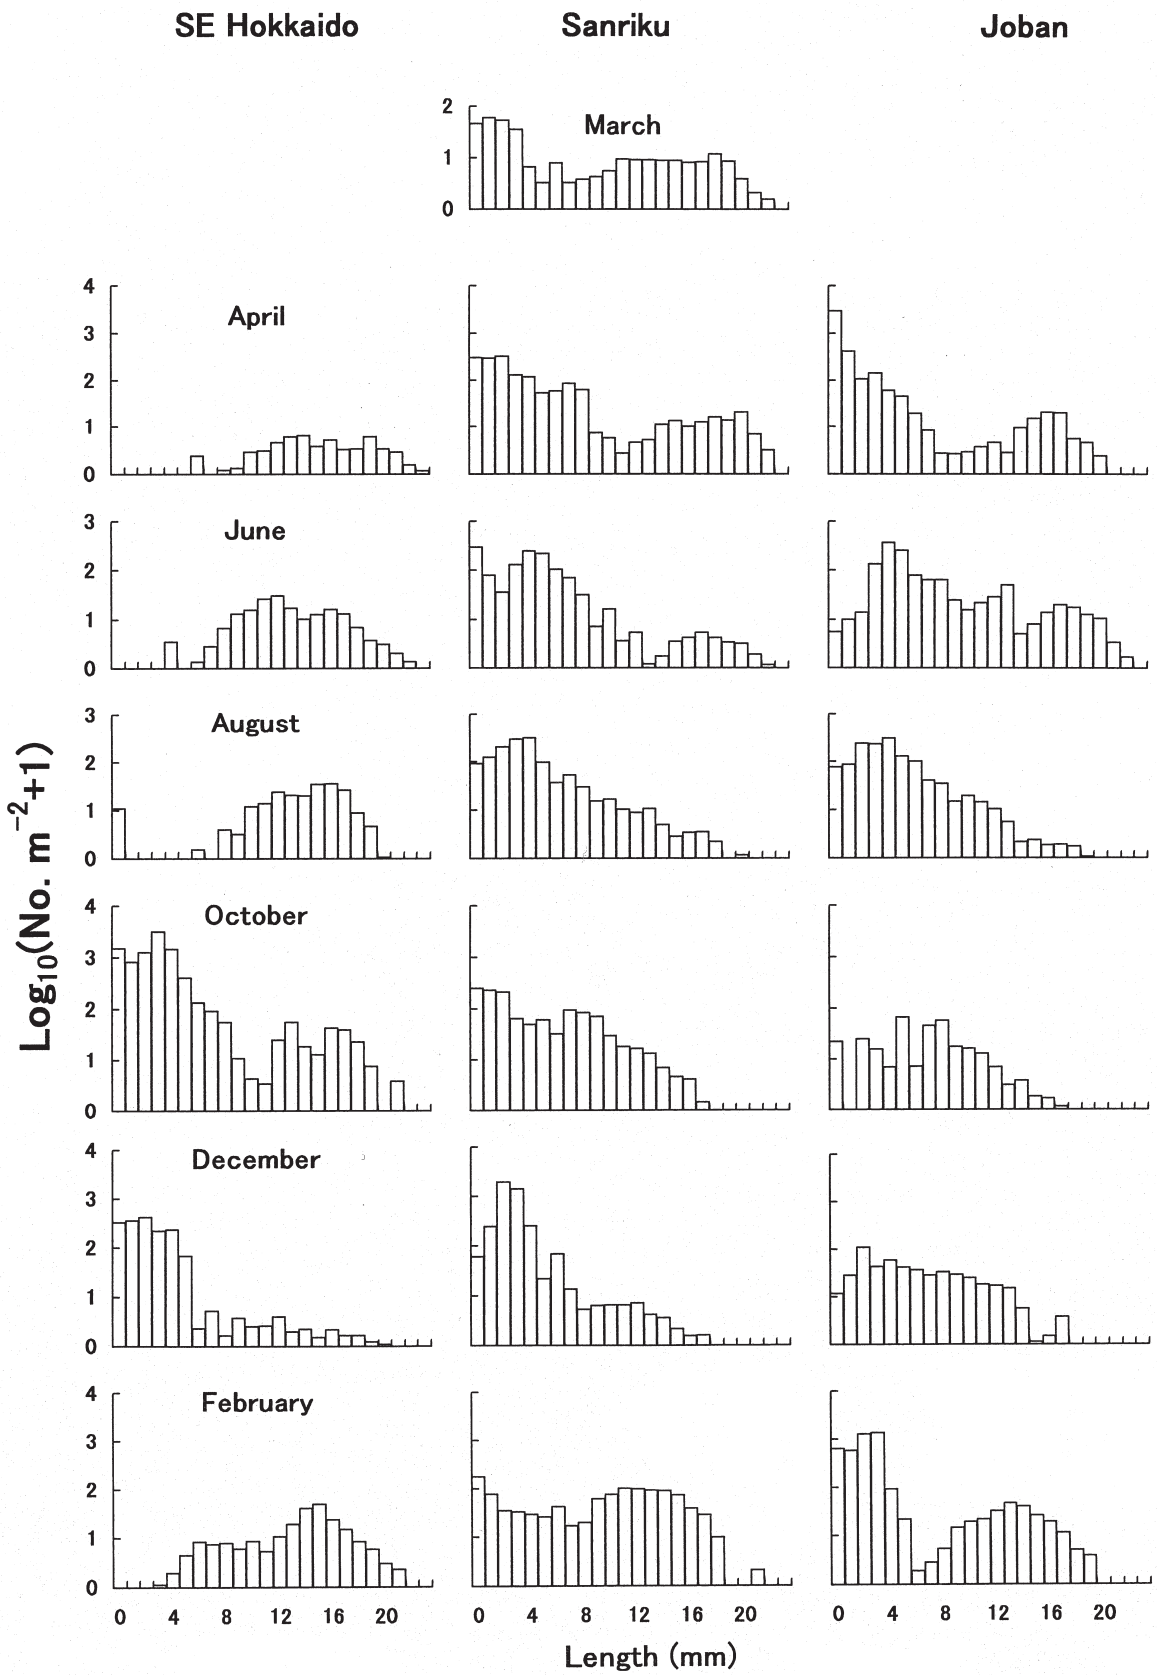 SE Hokkaido Sanriku Joban
March
2
1
0
April
4
3
2
1
0
June
3
2
1
0
August
3
2
1
0
October
4
3
2
1
0
December
4
3
2
1
0
February
4
3
2
1
0
0 4 8 12 16 20 0 4 8 12 16 20 0 4 8 12 16 20
Length (mm)
Log₁₀(No. m⁻²+1)